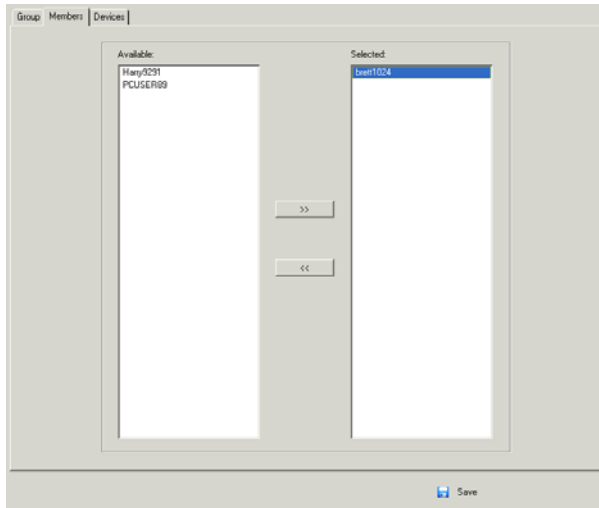 Group Members Devices
Available: Selected:
Harry9291 brett1024
PCUSER89
>>
<<
Save